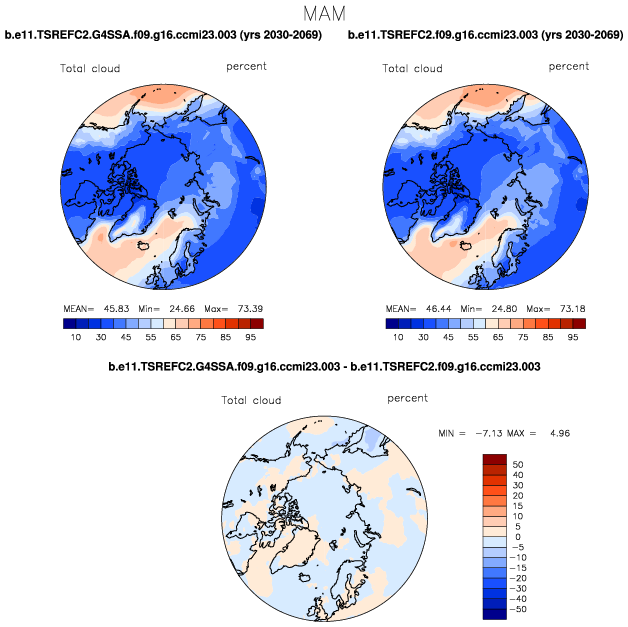 MAM
b.e11.TSREFC2.G4SSA.f09.g16.ccmi23.003 (yrs 2030-2069)
b.e11.TSREFC2.f09.g16.ccmi23.003 (yrs 2030-2069)
Total cloud percent
Total cloud percent
MEAN= 45.83 Min= 24.66 Max= 73.39
MEAN= 46.44 Min= 24.80 Max= 73.18
10 30 45 55 65 75 85 95
10 30 45 55 65 75 85 95
b.e11.TSREFC2.G4SSA.f09.g16.ccmi23.003 - b.e11.TSREFC2.f09.g16.ccmi23.003
Total cloud percent
MIN = -7.13 MAX = 4.96
50
40
30
20
15
10
5
0
-5
-10
-15
-20
-30
-40
-50